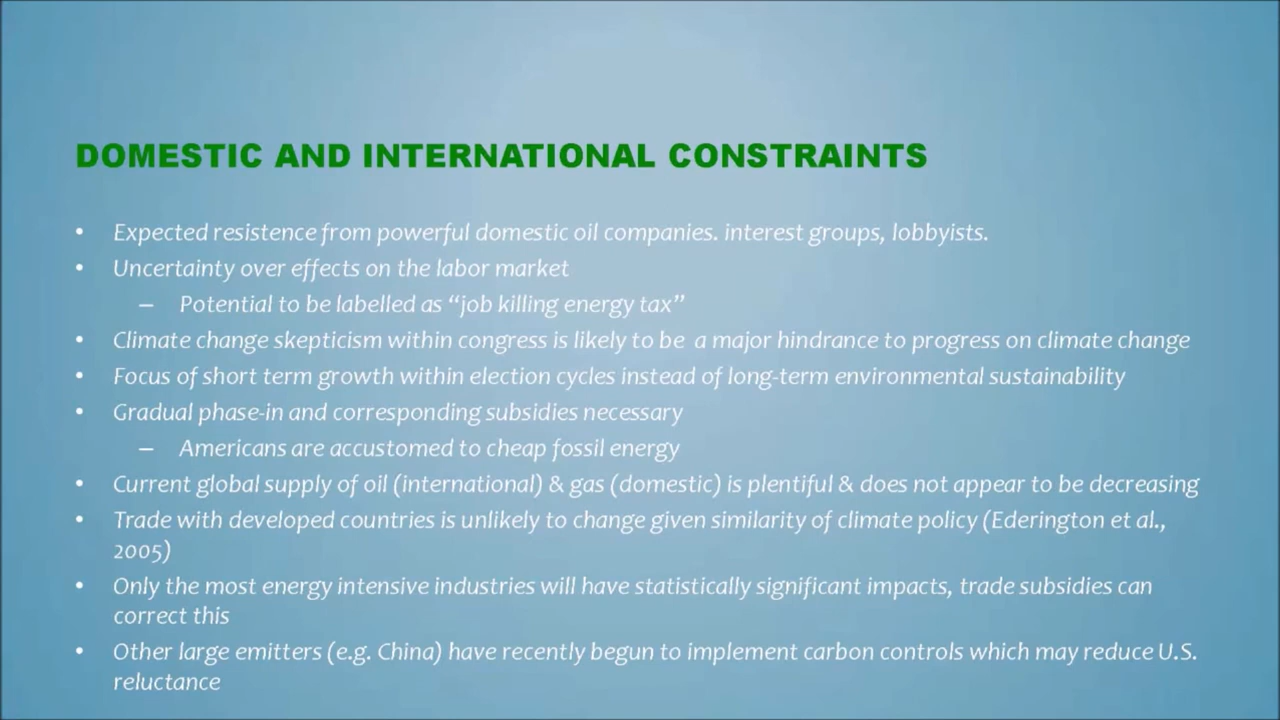 DOMESTIC AND INTERNATIONAL CONSTRAINTS
• Expected resistence from powerful domestic oil companies. interest groups, lobbyists.
• Uncertainty over effects on the labor market
– Potential to be labelled as “job killing energy tax”
• Climate change skepticism within congress is likely to be a major hindrance to progress on climate change
• Focus of short term growth within election cycles instead of long-term environmental sustainability
• Gradual phase-in and corresponding subsidies necessary
– Americans are accustomed to cheap fossil energy
• Current global supply of oil (international) & gas (domestic) is plentiful & does not appear to be decreasing
• Trade with developed countries is unlikely to change given similarity of climate policy (Ederington et al.,
2005)
• Only the most energy intensive industries will have statistically significant impacts, trade subsidies can
correct this
• Other large emitters (e.g. China) have recently begun to implement carbon controls which may reduce U.S.
reluctance